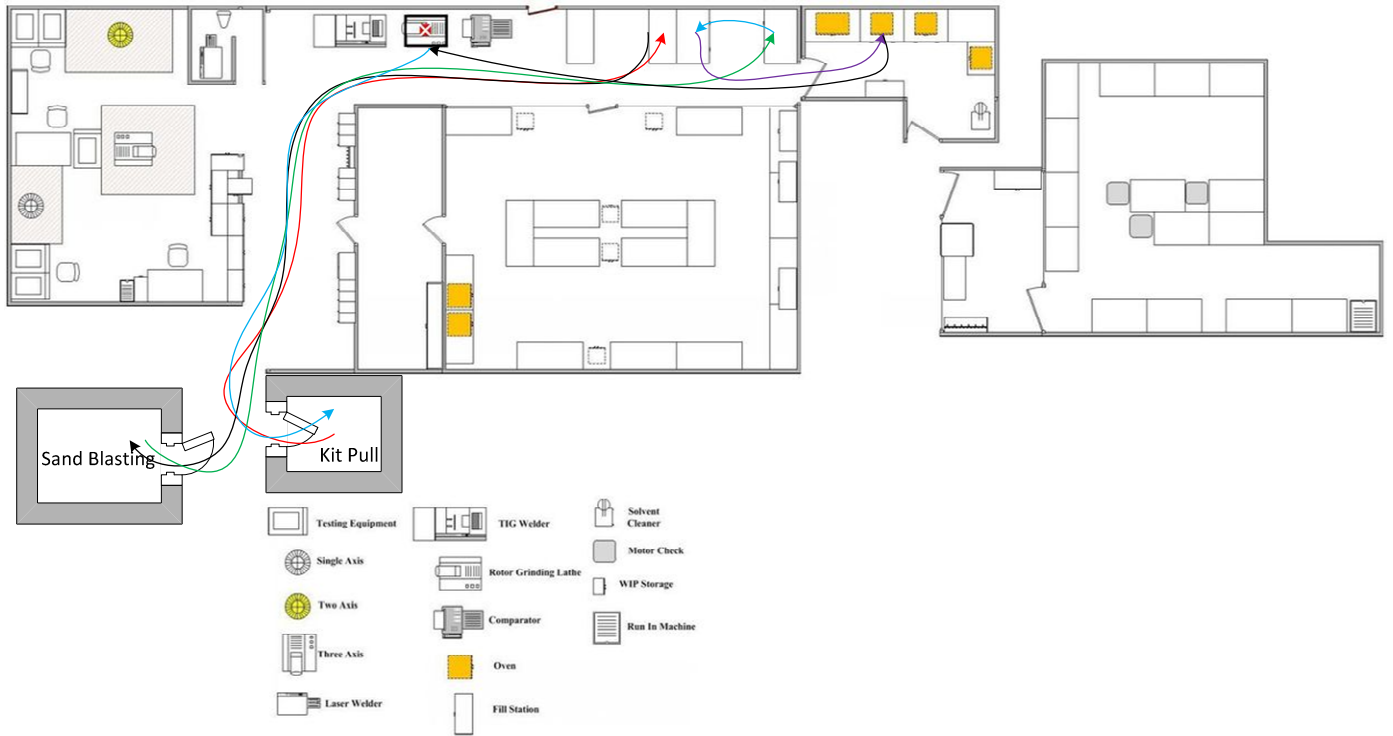 Sand Blasting
Kit Pull
Testing Equipment
Single Axis
Two Axis
Three Axis
Laser Welder
TIG Welder
Rotor Grinding Lathe
Comparator
Oven
Fill Station
Solvent
Cleaner
Motor Check
WIP Storage
Run In Machine